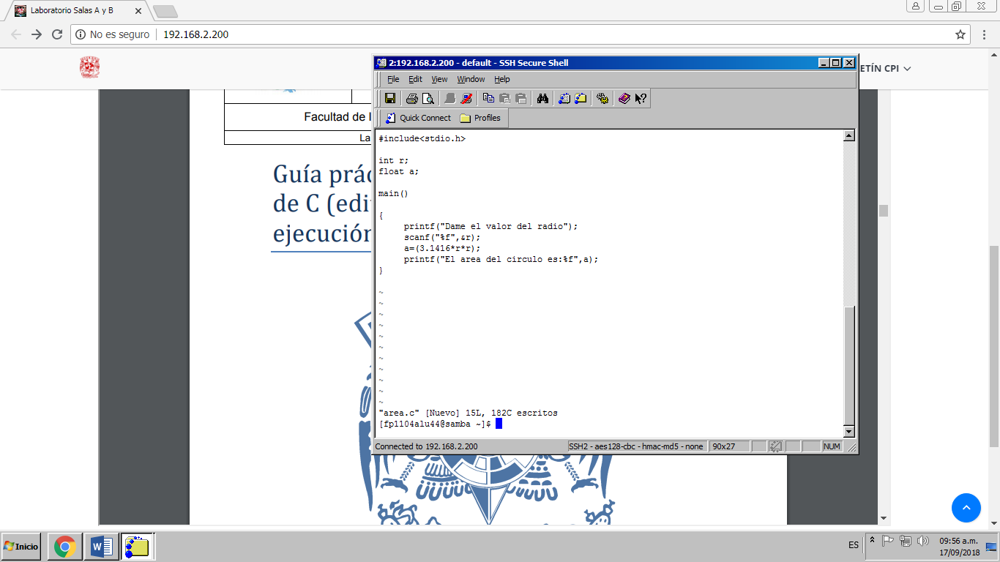 Laboratorio Salas A y B
No es seguro
192.168.2.200
ETÍN CPI
Facultad de I
La
Guía prác
de C (edi
ejecución
2:192.168.2.200 - default - SSH Secure Shell
File Edit View Window Help
Quick Connect Profiles
#include<stdio.h>
int r;
float a;
main()
{
printf("Dame el valor del radio");
scanf("%f",&r);
a=(3.1416*r*r);
printf("El area del circulo es:%f",a);
}
~
~
~
~
~
~
~
~
~
~
~
"area.c" [Nuevo] 15L, 182C escritos
[fp1104alu44@samba ~]$
Connected to 192.168.2.200
SSH2 - aes128-cbc - hmac-md5 - none
90x27
NUM
Inicio
ES
09:56 a.m.
17/09/2018